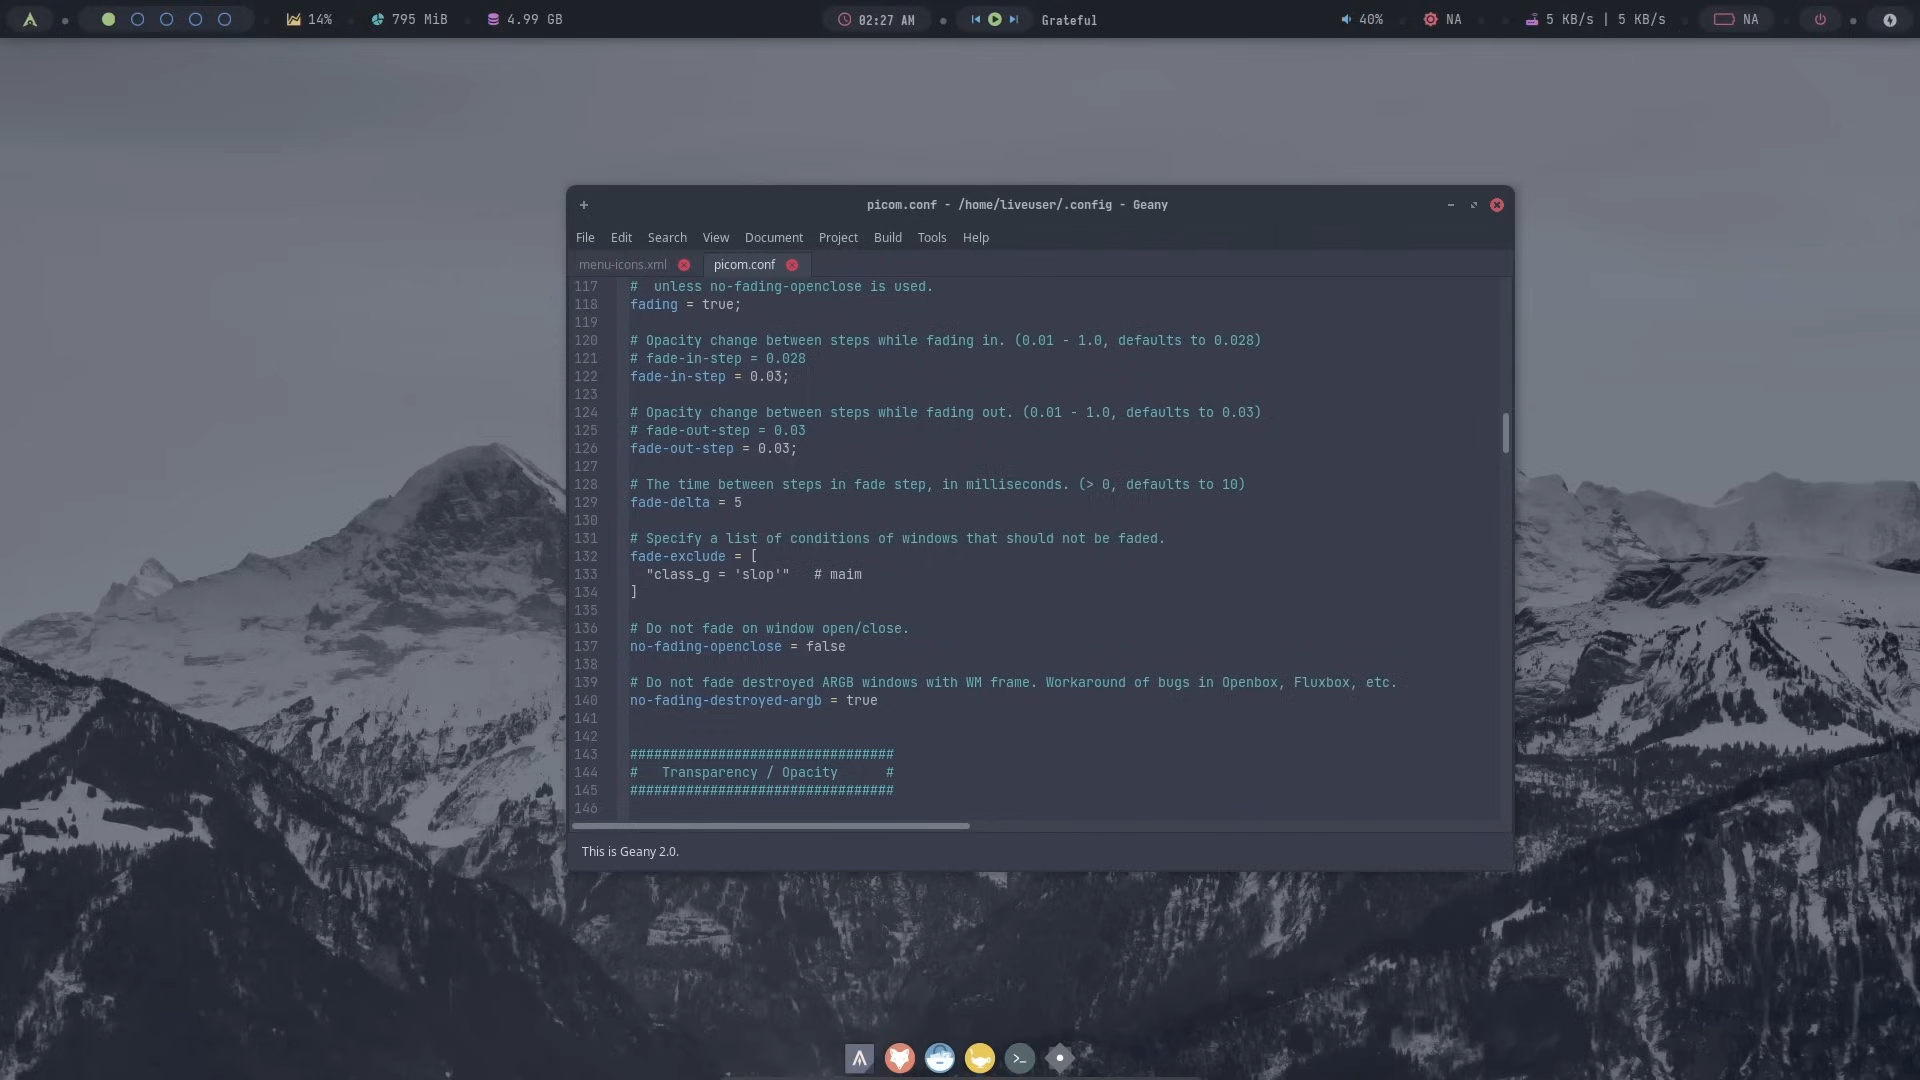 14% 795 MiB 4.99 GB 02:27 AM Grateful 40% NA 5 KB/s | 5 KB/s NA
picom.conf - /home/liveuser/.config - Geany
File Edit Search View Document Project Build Tools Help
menu-icons.xml picom.conf
117 #  unless no-fading-openclose is used.
118 fading = true;
119
120 # Opacity change between steps while fading in. (0.01 - 1.0, defaults to 0.028)
121 # fade-in-step = 0.028
122 fade-in-step = 0.03;
123
124 # Opacity change between steps while fading out. (0.01 - 1.0, defaults to 0.03)
125 # fade-out-step = 0.03
126 fade-out-step = 0.03;
127
128 # The time between steps in fade step, in milliseconds. (> 0, defaults to 10)
129 fade-delta = 5
130
131 # Specify a list of conditions of windows that should not be faded.
132 fade-exclude = [
133   "class_g = 'slop'"   # maim
134 ]
135
136 # Do not fade on window open/close.
137 no-fading-openclose = false
138
139 # Do not fade destroyed ARGB windows with WM frame. Workaround of bugs in Openbox, Fluxbox, etc.
140 no-fading-destroyed-argb = true
141
142
143 #################################
144 #   Transparency / Opacity      #
145 #################################
146
This is Geany 2.0.